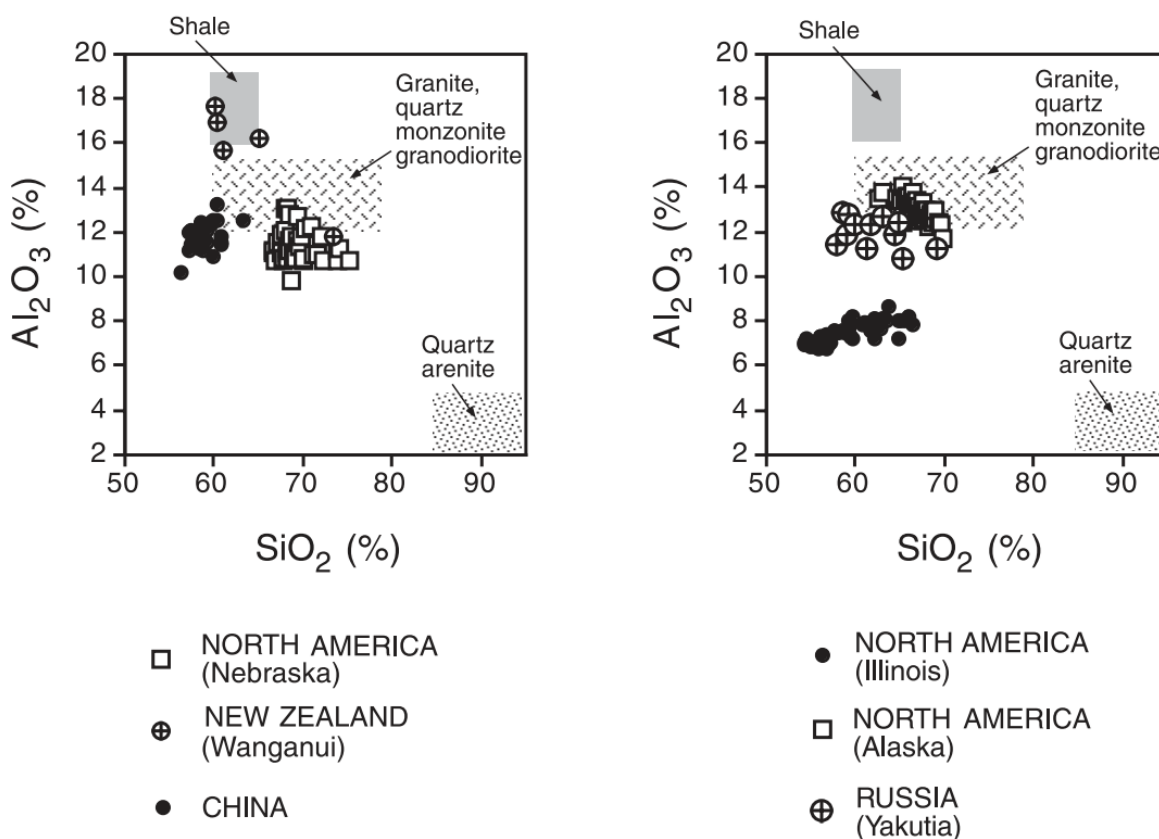 Shale
20
18
16
14
12
10
8
6
4
2
Al2O3 (%)
Granite,
quartz
monzonite
granodiorite
Quartz
arenite
50 60 70 80 90
SiO2 (%)
NORTH AMERICA
(Nebraska)
NEW ZEALAND
(Wanganui)
CHINA
Shale
20
18
16
14
12
10
8
6
4
2
Al2O3 (%)
Granite,
quartz
monzonite
granodiorite
Quartz
arenite
50 60 70 80 90
SiO2 (%)
NORTH AMERICA
(Illinois)
NORTH AMERICA
(Alaska)
RUSSIA
(Yakutia)